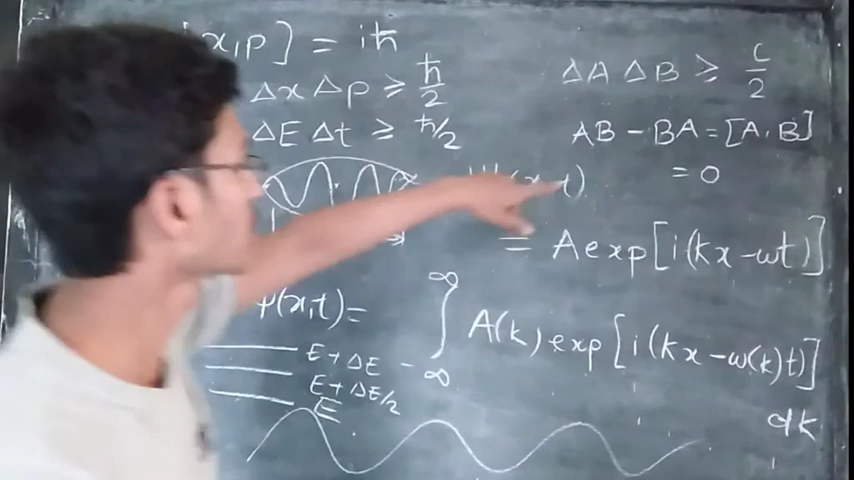 [x,p] = iħ
Δx Δp ≥ ħ/2
ΔE Δt ≥ ħ/2
ΔA ΔB ≥ C/2
AB - BA = [A, B]
= 0
Ψ(x,t)
= A exp[i(kx - ωt)]
ψ(x,t) = ∫_{-∞}^{∞} A(k) exp[i(kx - ω(k)t)]
dk
E + ΔE
E + ΔE/2
E